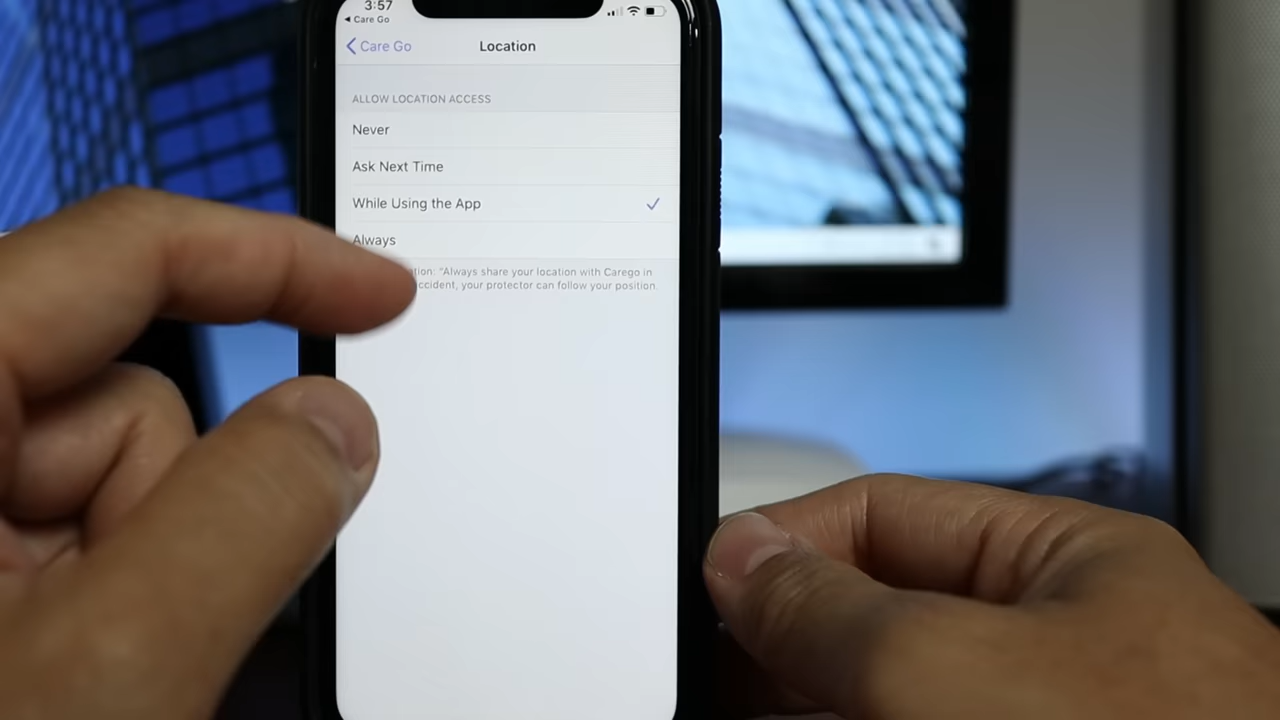 3:57
◀ Care Go
Care Go
Location
ALLOW LOCATION ACCESS
Never
Ask Next Time
While Using the App
Always
"Always share your location with Carego in
your protector can follow your position.